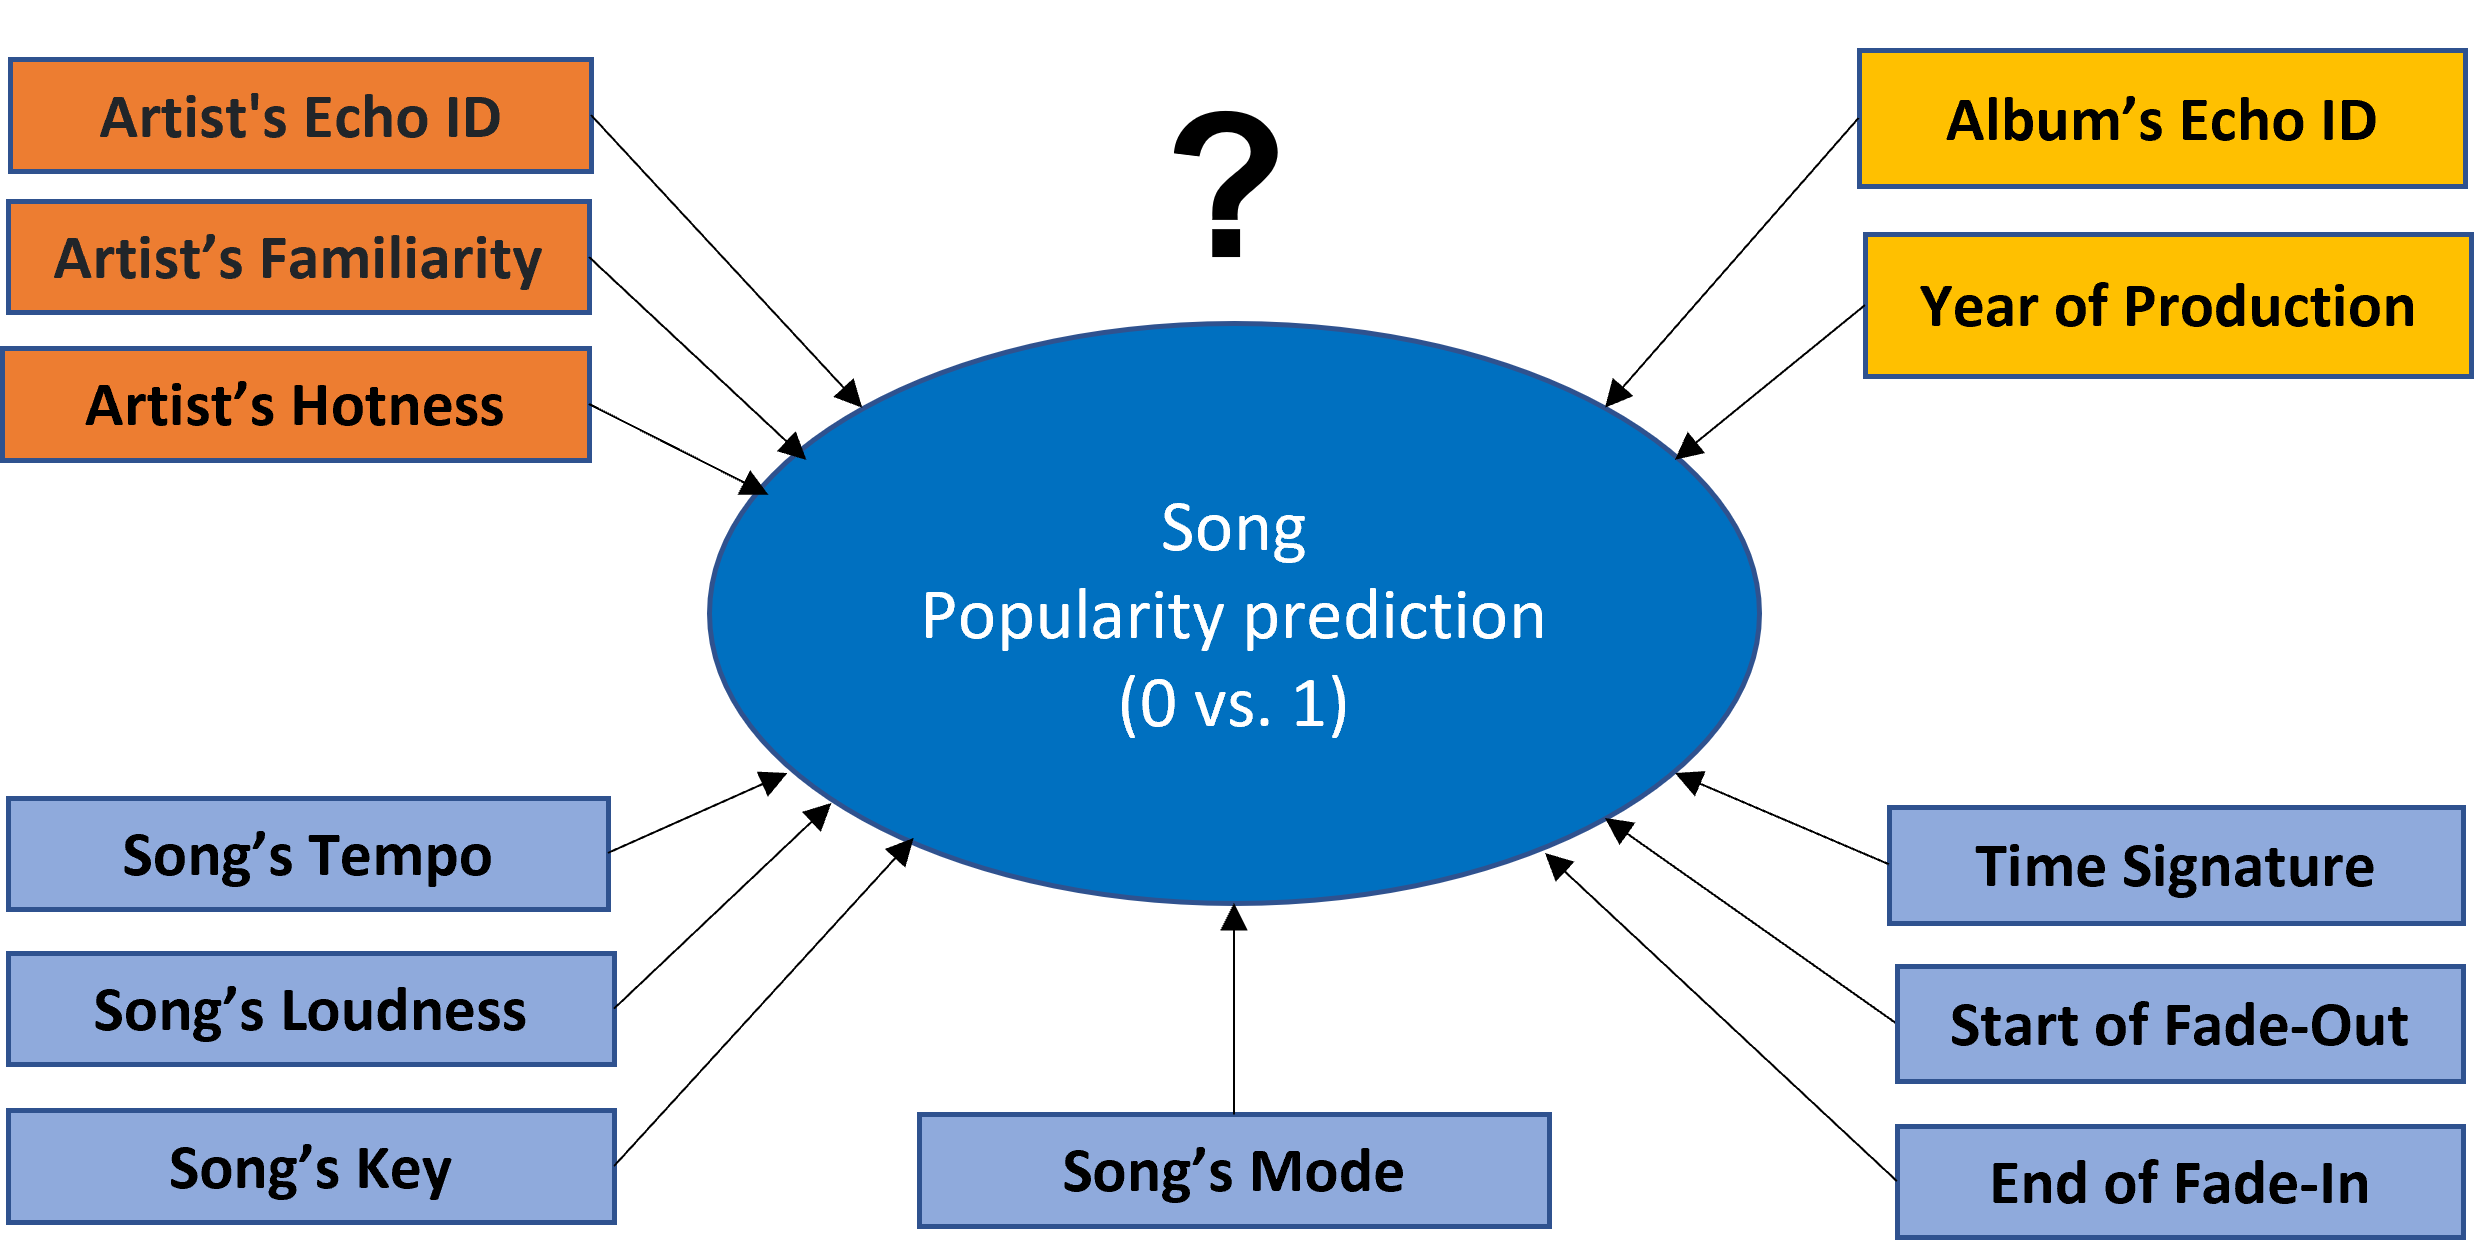 Artist's Echo ID
Artist’s Familiarity
Artist’s Hotness
?
Album’s Echo ID
Year of Production
Song
Popularity prediction
(0 vs. 1)
Song’s Tempo
Song’s Loudness
Song’s Key
Song’s Mode
Time Signature
Start of Fade-Out
End of Fade-In